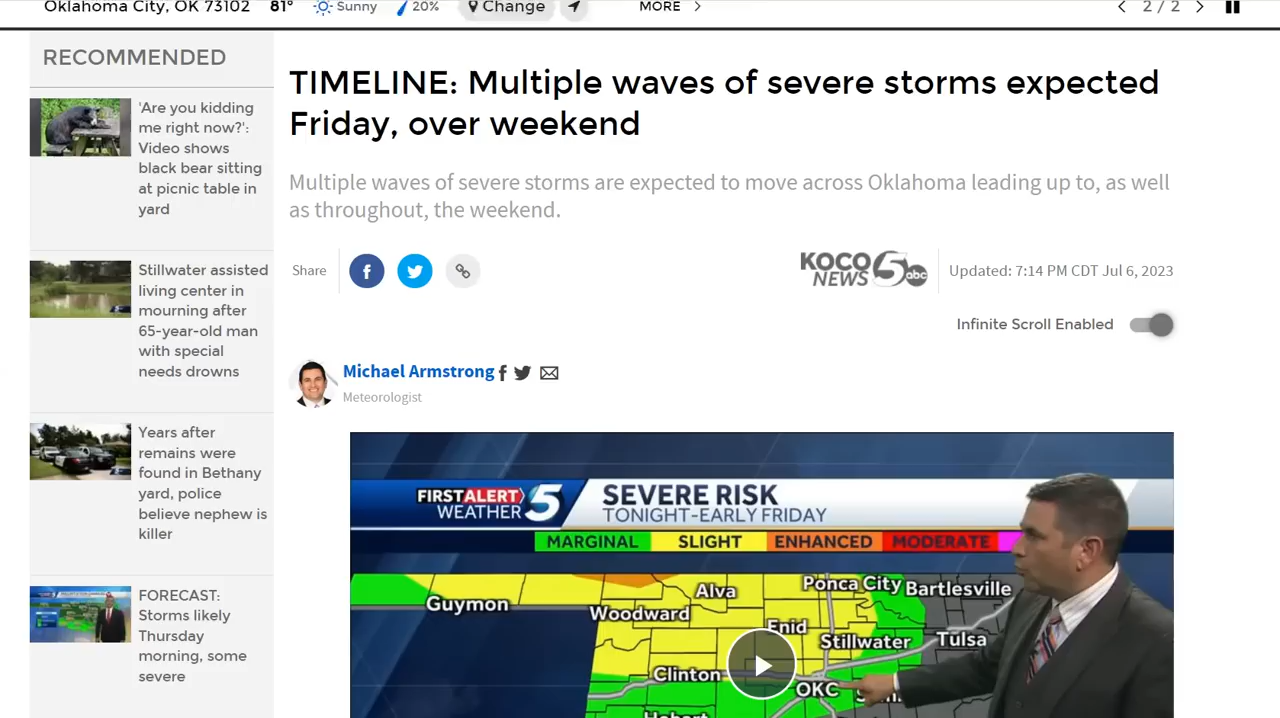 Oklahoma City, OK 73102 81° Sunny 20% Change MORE 2 / 2
RECOMMENDED
'Are you kidding
me right now?':
Video shows
black bear sitting
at picnic table in
yard
Stillwater assisted
living center in
mourning after
65-year-old man
with special
needs drowns
Years after
remains were
found in Bethany
yard, police
believe nephew is
killer
FORECAST:
Storms likely
Thursday
morning, some
severe
TIMELINE: Multiple waves of severe storms expected
Friday, over weekend
Multiple waves of severe storms are expected to move across Oklahoma leading up to, as well
as throughout, the weekend.
Share
KOCO 5 abc
NEWS
Updated: 7:14 PM CDT Jul 6, 2023
Infinite Scroll Enabled
Michael Armstrong
Meteorologist
FIRST ALERT 5
WEATHER
SEVERE RISK
TONIGHT-EARLY FRIDAY
MARGINAL SLIGHT ENHANCED MODERATE
Alva Ponca City Bartlesville
Guymon Woodward
Enid Stillwater Tulsa
Clinton OKC